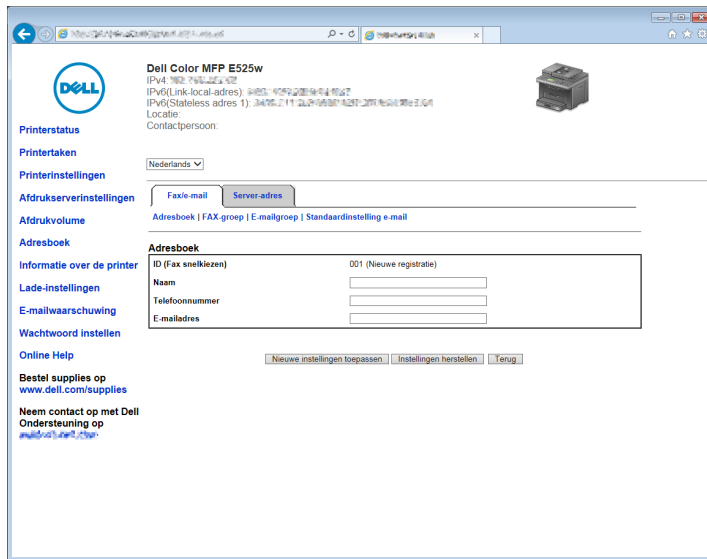 DELL
Dell Color MFP E525w
IPv4:
IPv6(Link-local-adres):
IPv6(Stateless adres 1):
Locatie:
Contactpersoon:
Nederlands
Printerstatus
Printertaken
Printerinstellingen
Afdrukserverinstellingen
Afdrukvolume
Adresboek
Informatie over de printer
Lade-instellingen
E-mailwaarschuwing
Wachtwoord instellen
Online Help
Bestel supplies op
www.dell.com/supplies
Neem contact op met Dell
Ondersteuning op
Fax/e-mail Server-adres
Adresboek | FAX-groep | E-mailgroep | Standaardinstelling e-mail
Adresboek
ID (Fax snelkiezen) 001 (Nieuwe registratie)
Naam
Telefoonnummer
E-mailadres
Nieuwe instellingen toepassen Instellingen herstellen Terug